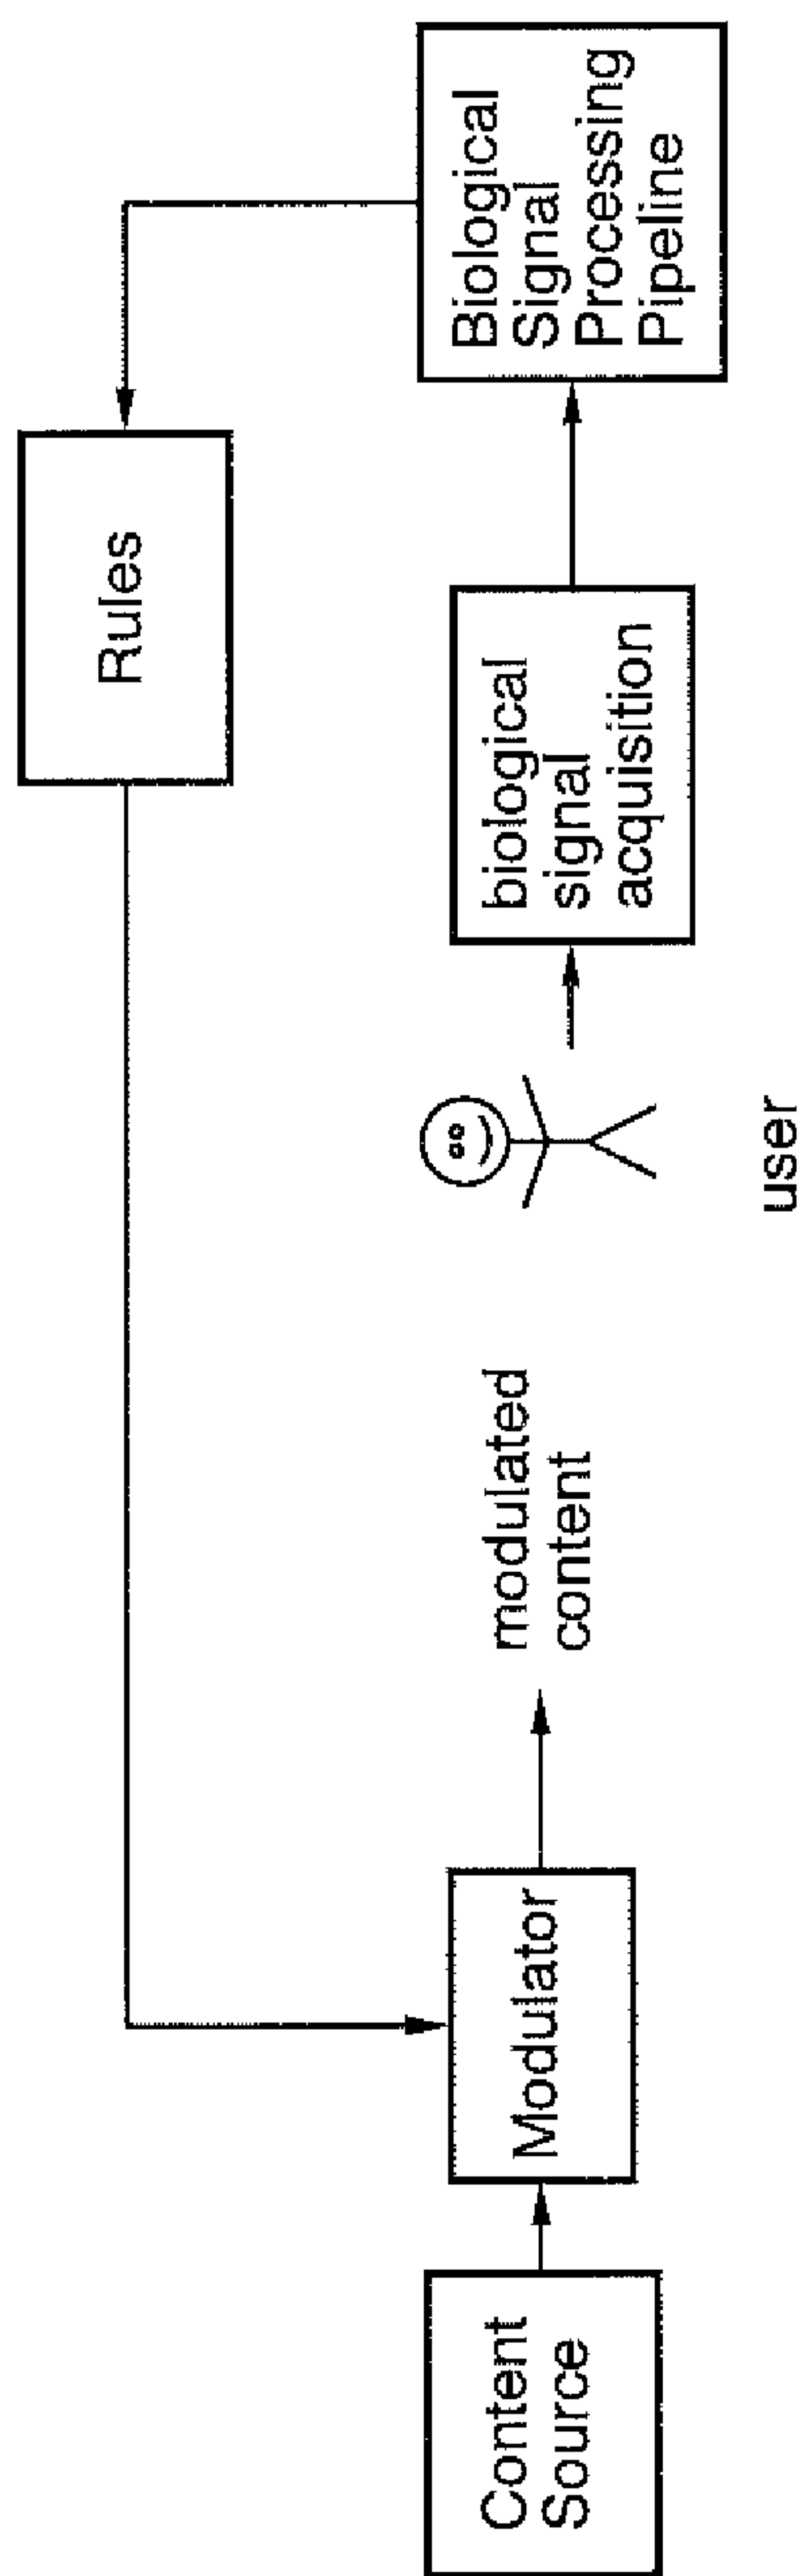 Rules
Content
Source
Modulator
modulated
content
user
biological
signal
acquisition
Biological
Signal
Processing
Pipeline